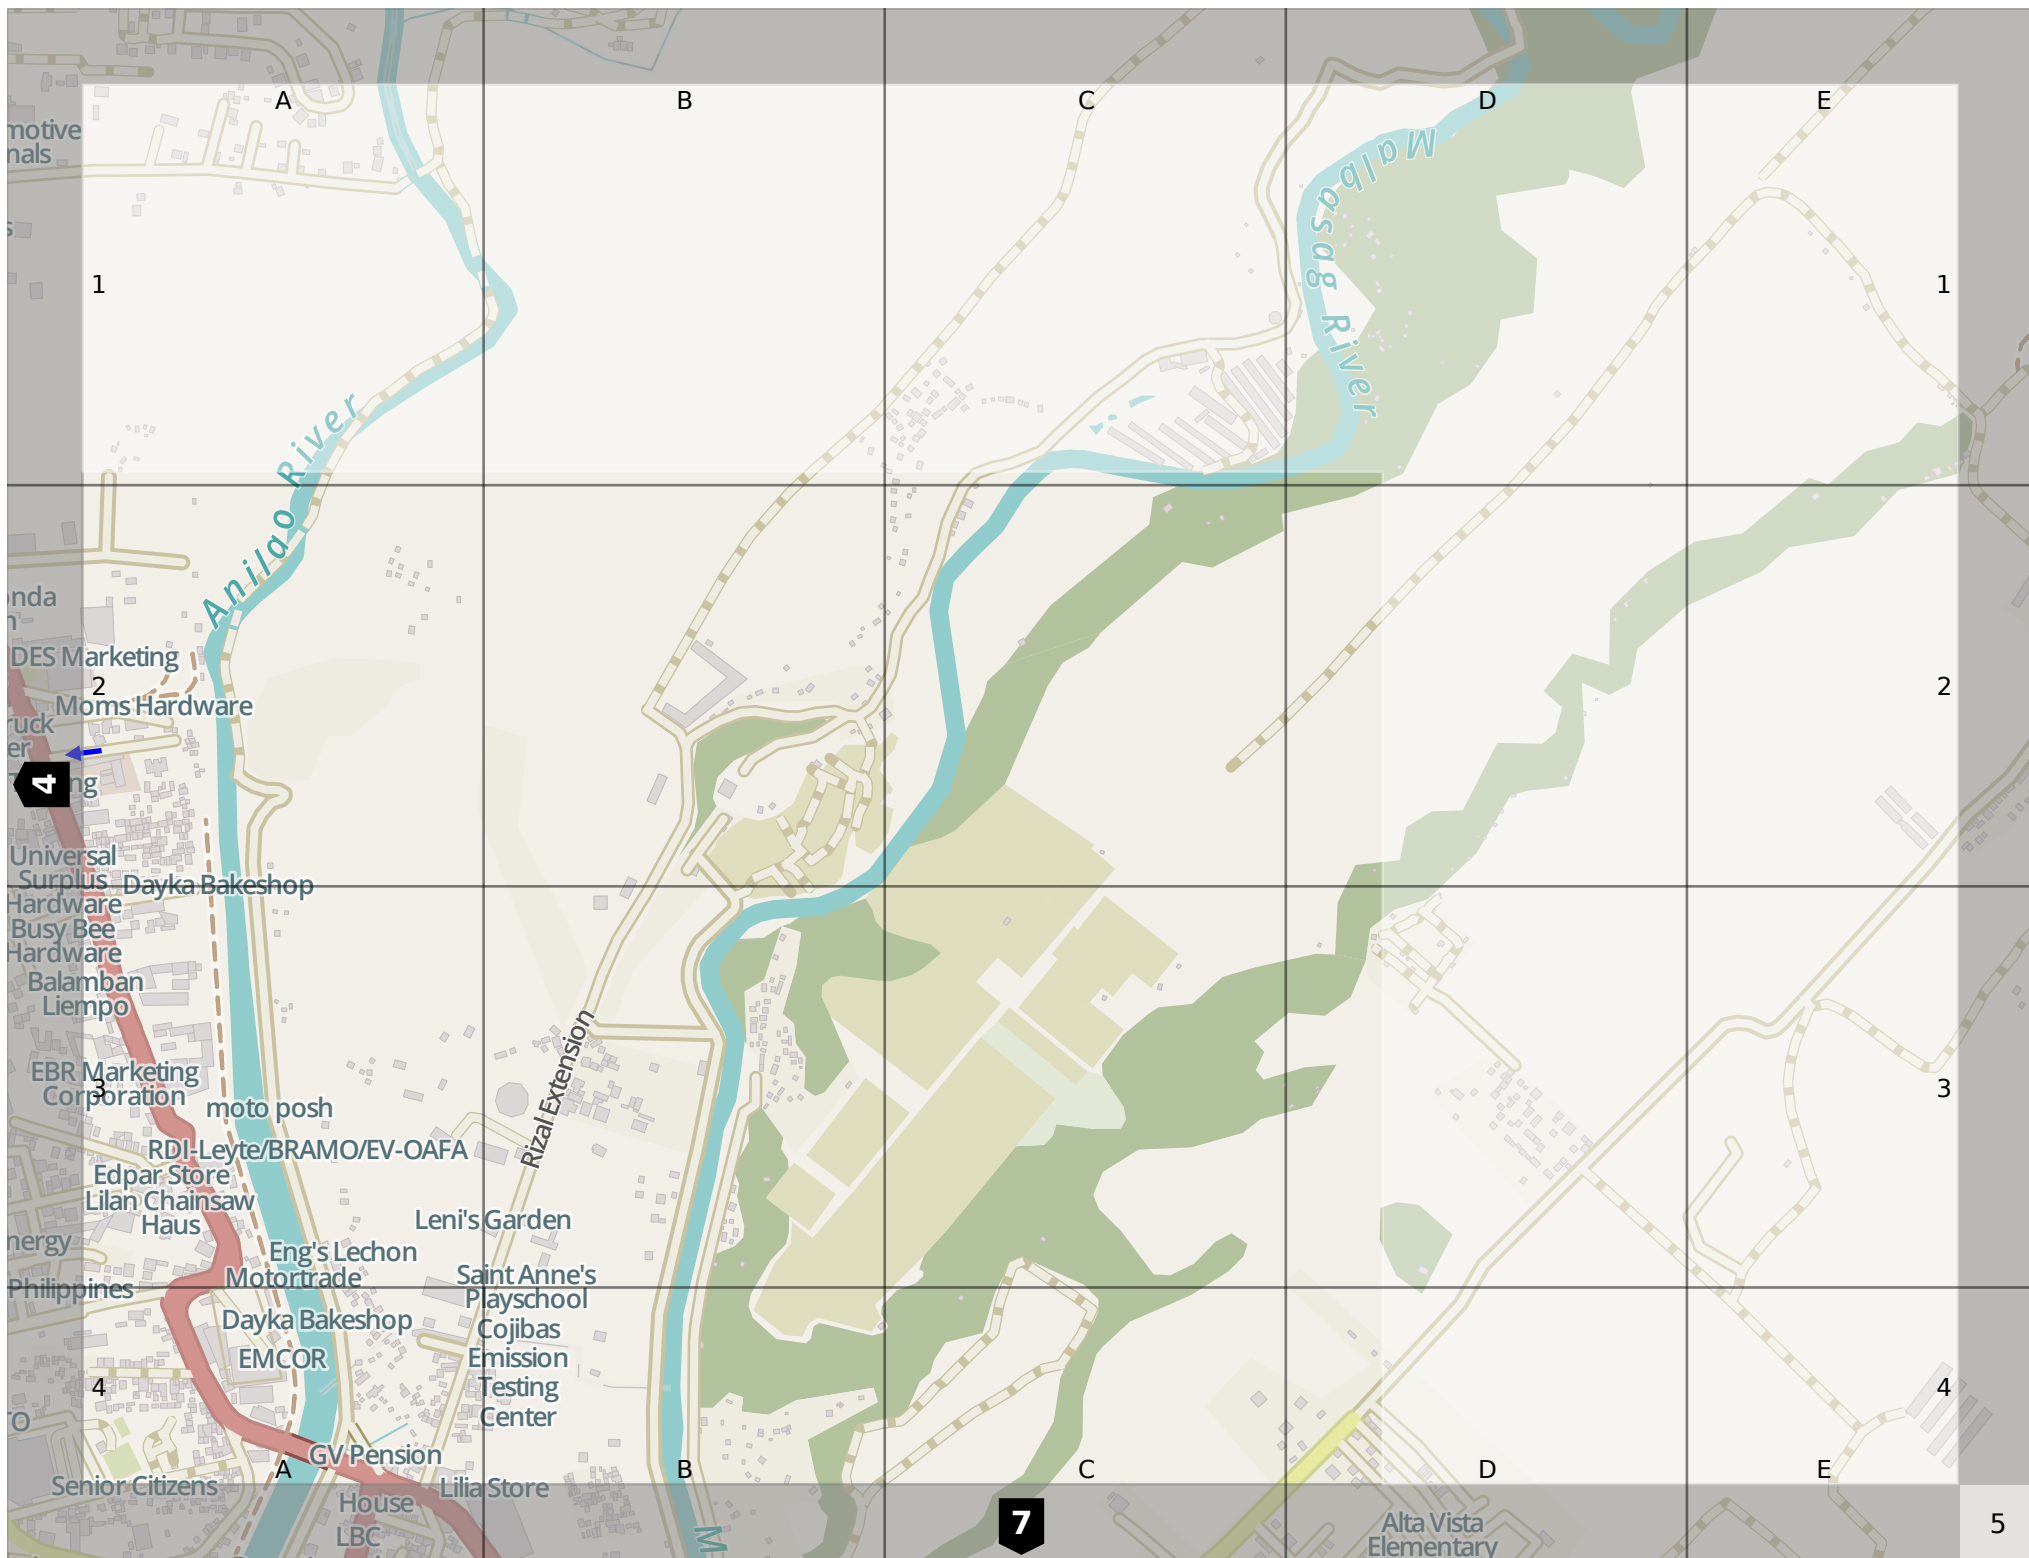 A
B
C
D
E
motive
nals
1
1
Malbasag River
Anilao River
onda
DES Marketing
2
2
Moms Hardware
ruck
er
4
ng
Universal
Surplus
Dayka Bakeshop
Hardware
Busy Bee
Hardware
Balamban
Liempo
Rizal Extension
EBR Marketing
Corporation
3
3
moto posh
RDI-Leyte/BRAMO/EV-OAFA
Edpar Store
Lilan Chainsaw
Haus
Leni's Garden
nergy
Eng's Lechon
Motortrade
Saint Anne's
Playschool
Philippines
Dayka Bakeshop
Cojibas
Emission
Testing
Center
EMCOR
4
4
TO
GV Pension
House
A
B
C
D
E
Senior Citizens
Lilia Store
LBC
7
M
Alta Vista
Elementary
5